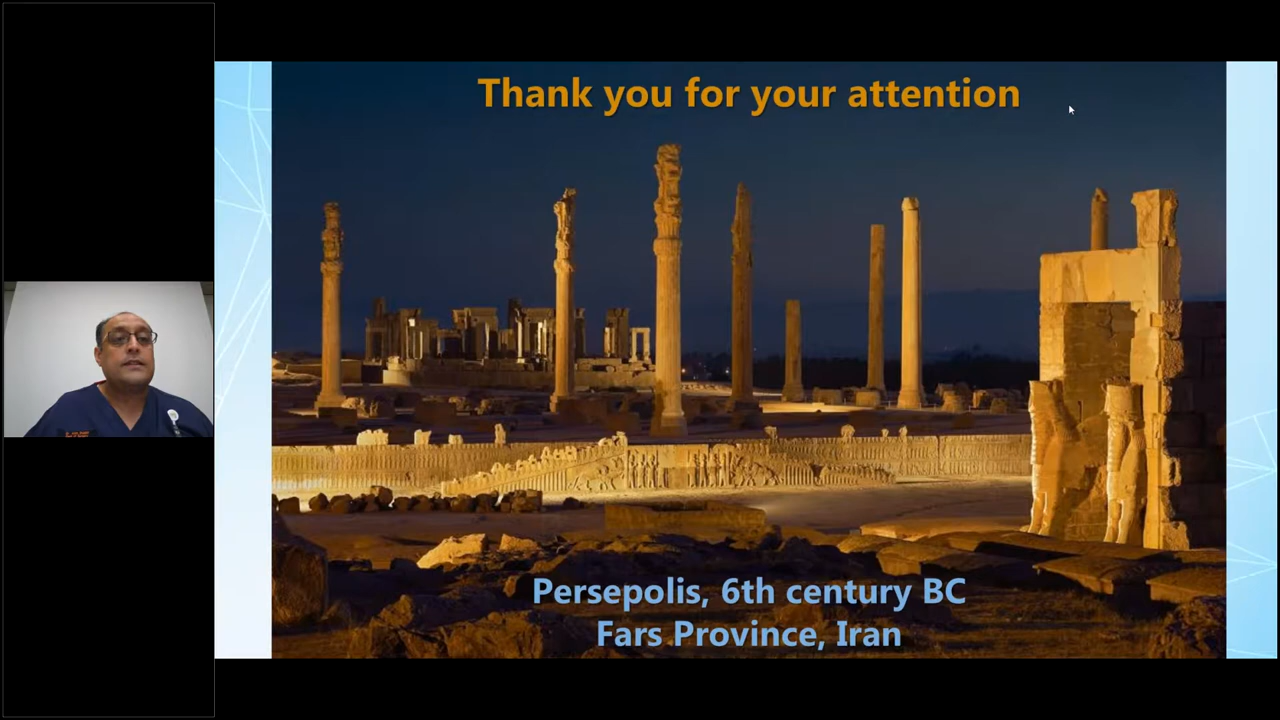 Thank you for your attention
Persepolis, 6th century BC
Fars Province, Iran